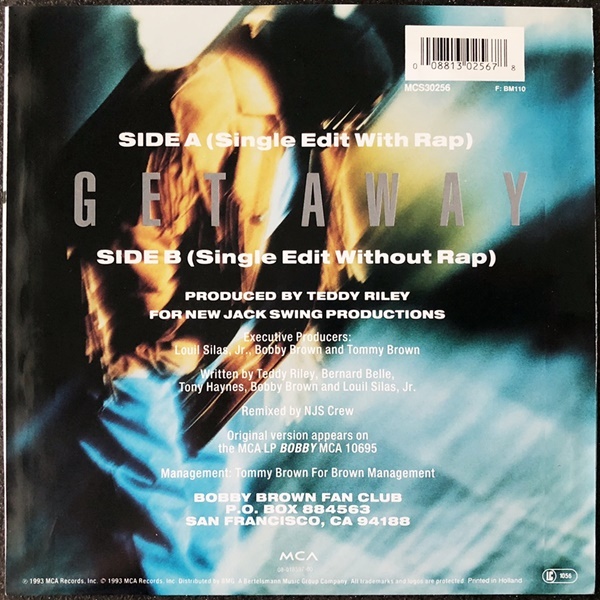 0 08813 02567 8
MCS30256 F: BM110
SIDE A (Single Edit With Rap)
GET AWAY
SIDE B (Single Edit Without Rap)
PRODUCED BY TEDDY RILEY
FOR NEW JACK SWING PRODUCTIONS
Executive Producers:
Louil Silas, Jr., Bobby Brown and Tommy Brown
Written by Teddy Riley, Bernard Belle,
Tony Haynes, Bobby Brown and Louil Silas, Jr.
Remixed by NJS Crew
Original version appears on
the MCA LP BOBBY MCA 10695
Management: Tommy Brown For Brown Management
BOBBY BROWN FAN CLUB
P.O. BOX 884563
SAN FRANCISCO, CA 94188
MCA
℗ 1993 MCA Records, Inc. © 1993 MCA Records, Inc. Distributed by BMG. A Bertelsmann Music Group Company. All trademarks and logos are protected. Printed in Holland. LC 1056